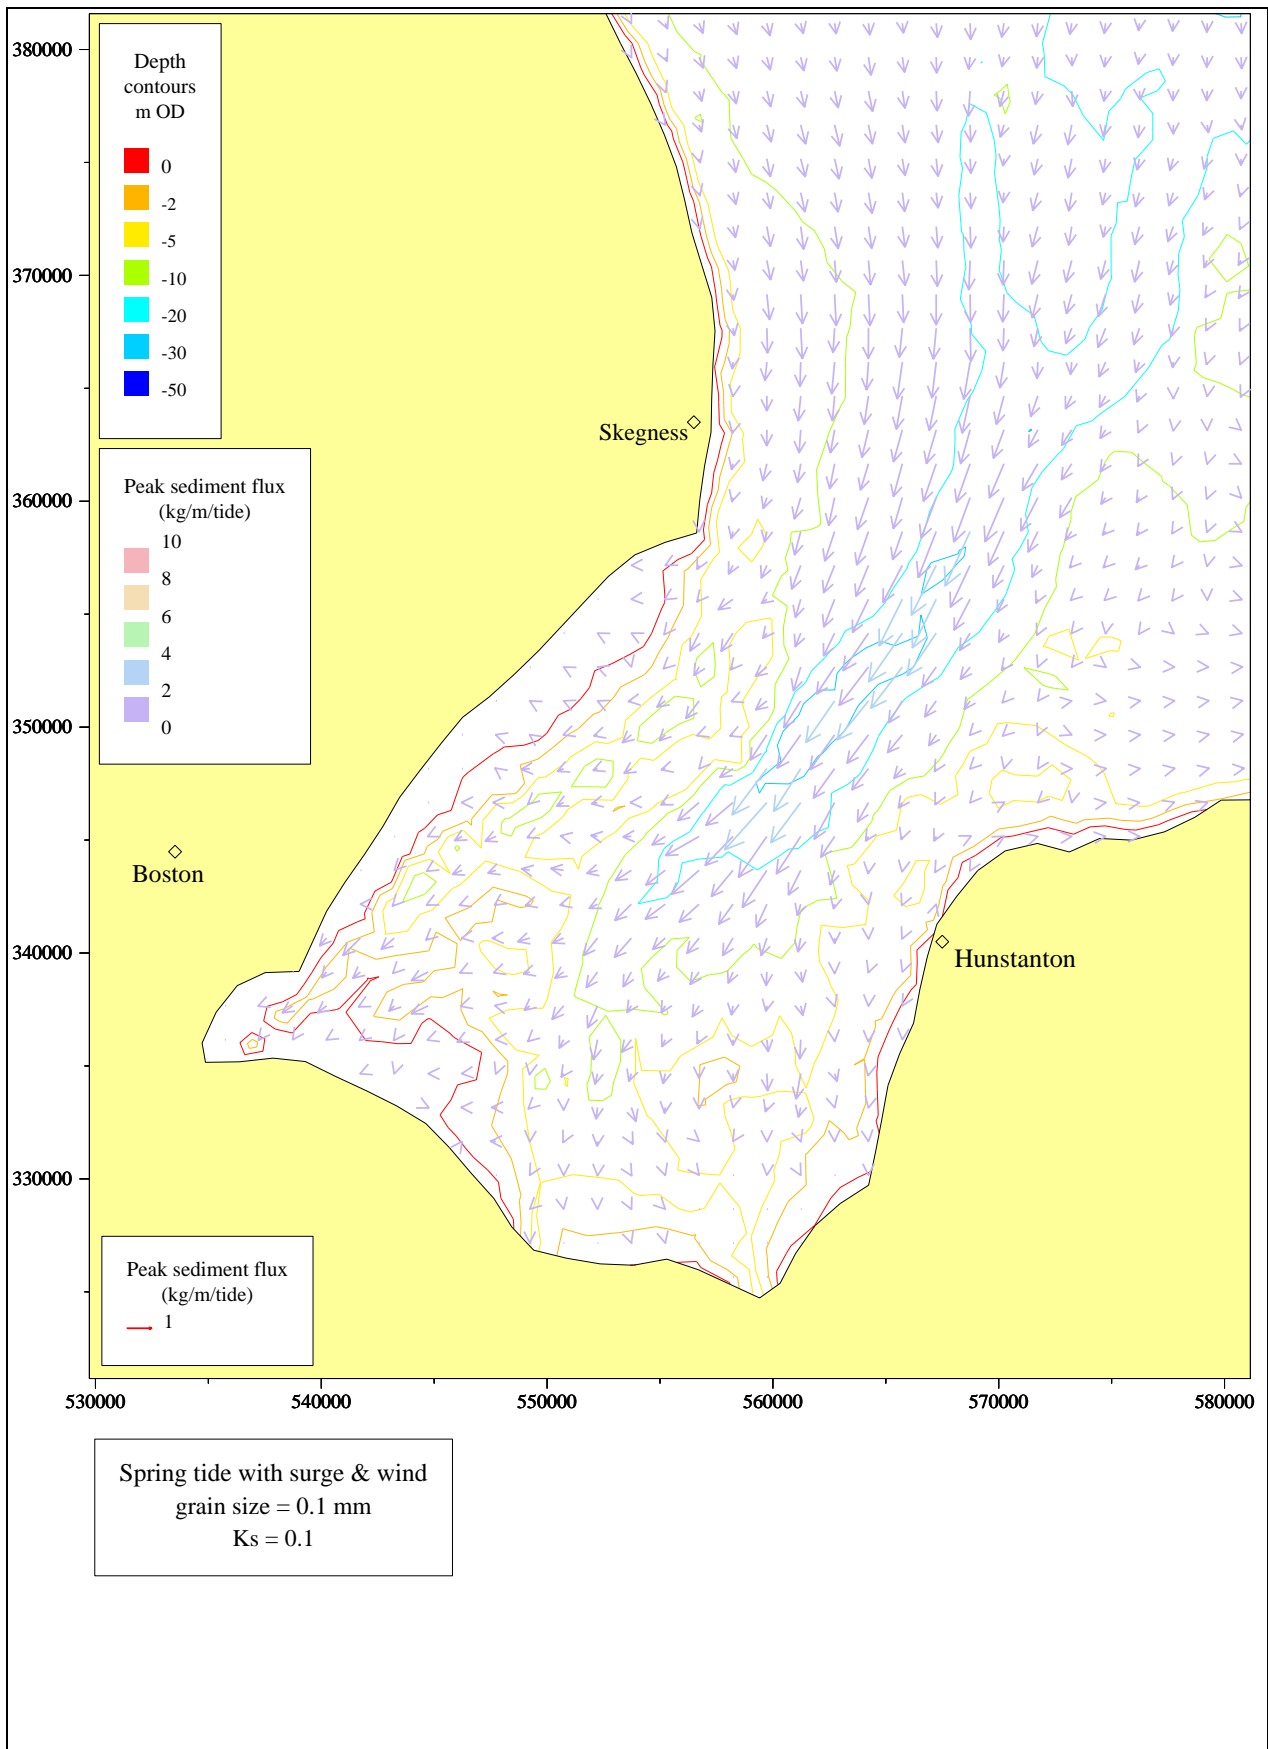 380000
370000
360000
350000
340000
330000
Depth
contours
m OD
0
-2
-5
-10
-20
-30
-50
Peak sediment flux
(kg/m/tide)
10
8
6
4
2
0
Skegness
Boston
Hunstanton
Peak sediment flux
(kg/m/tide)
1
530000 540000 550000 560000 570000 580000
Spring tide with surge & wind
grain size = 0.1 mm
Ks = 0.1